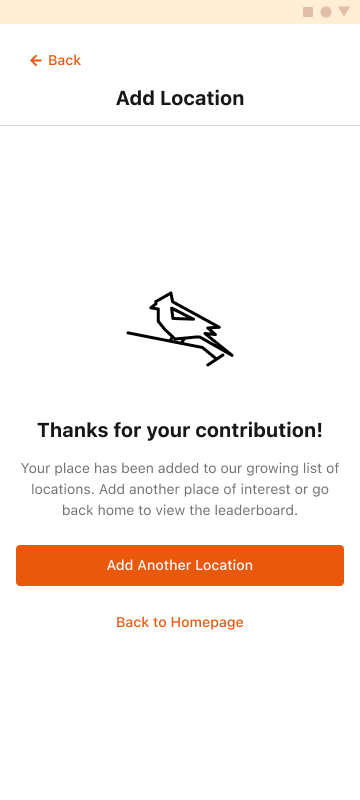 Back
Add Location
Thanks for your contribution!
Your place has been added to our growing list of
locations. Add another place of interest or go
back home to view the leaderboard.
Add Another Location
Back to Homepage